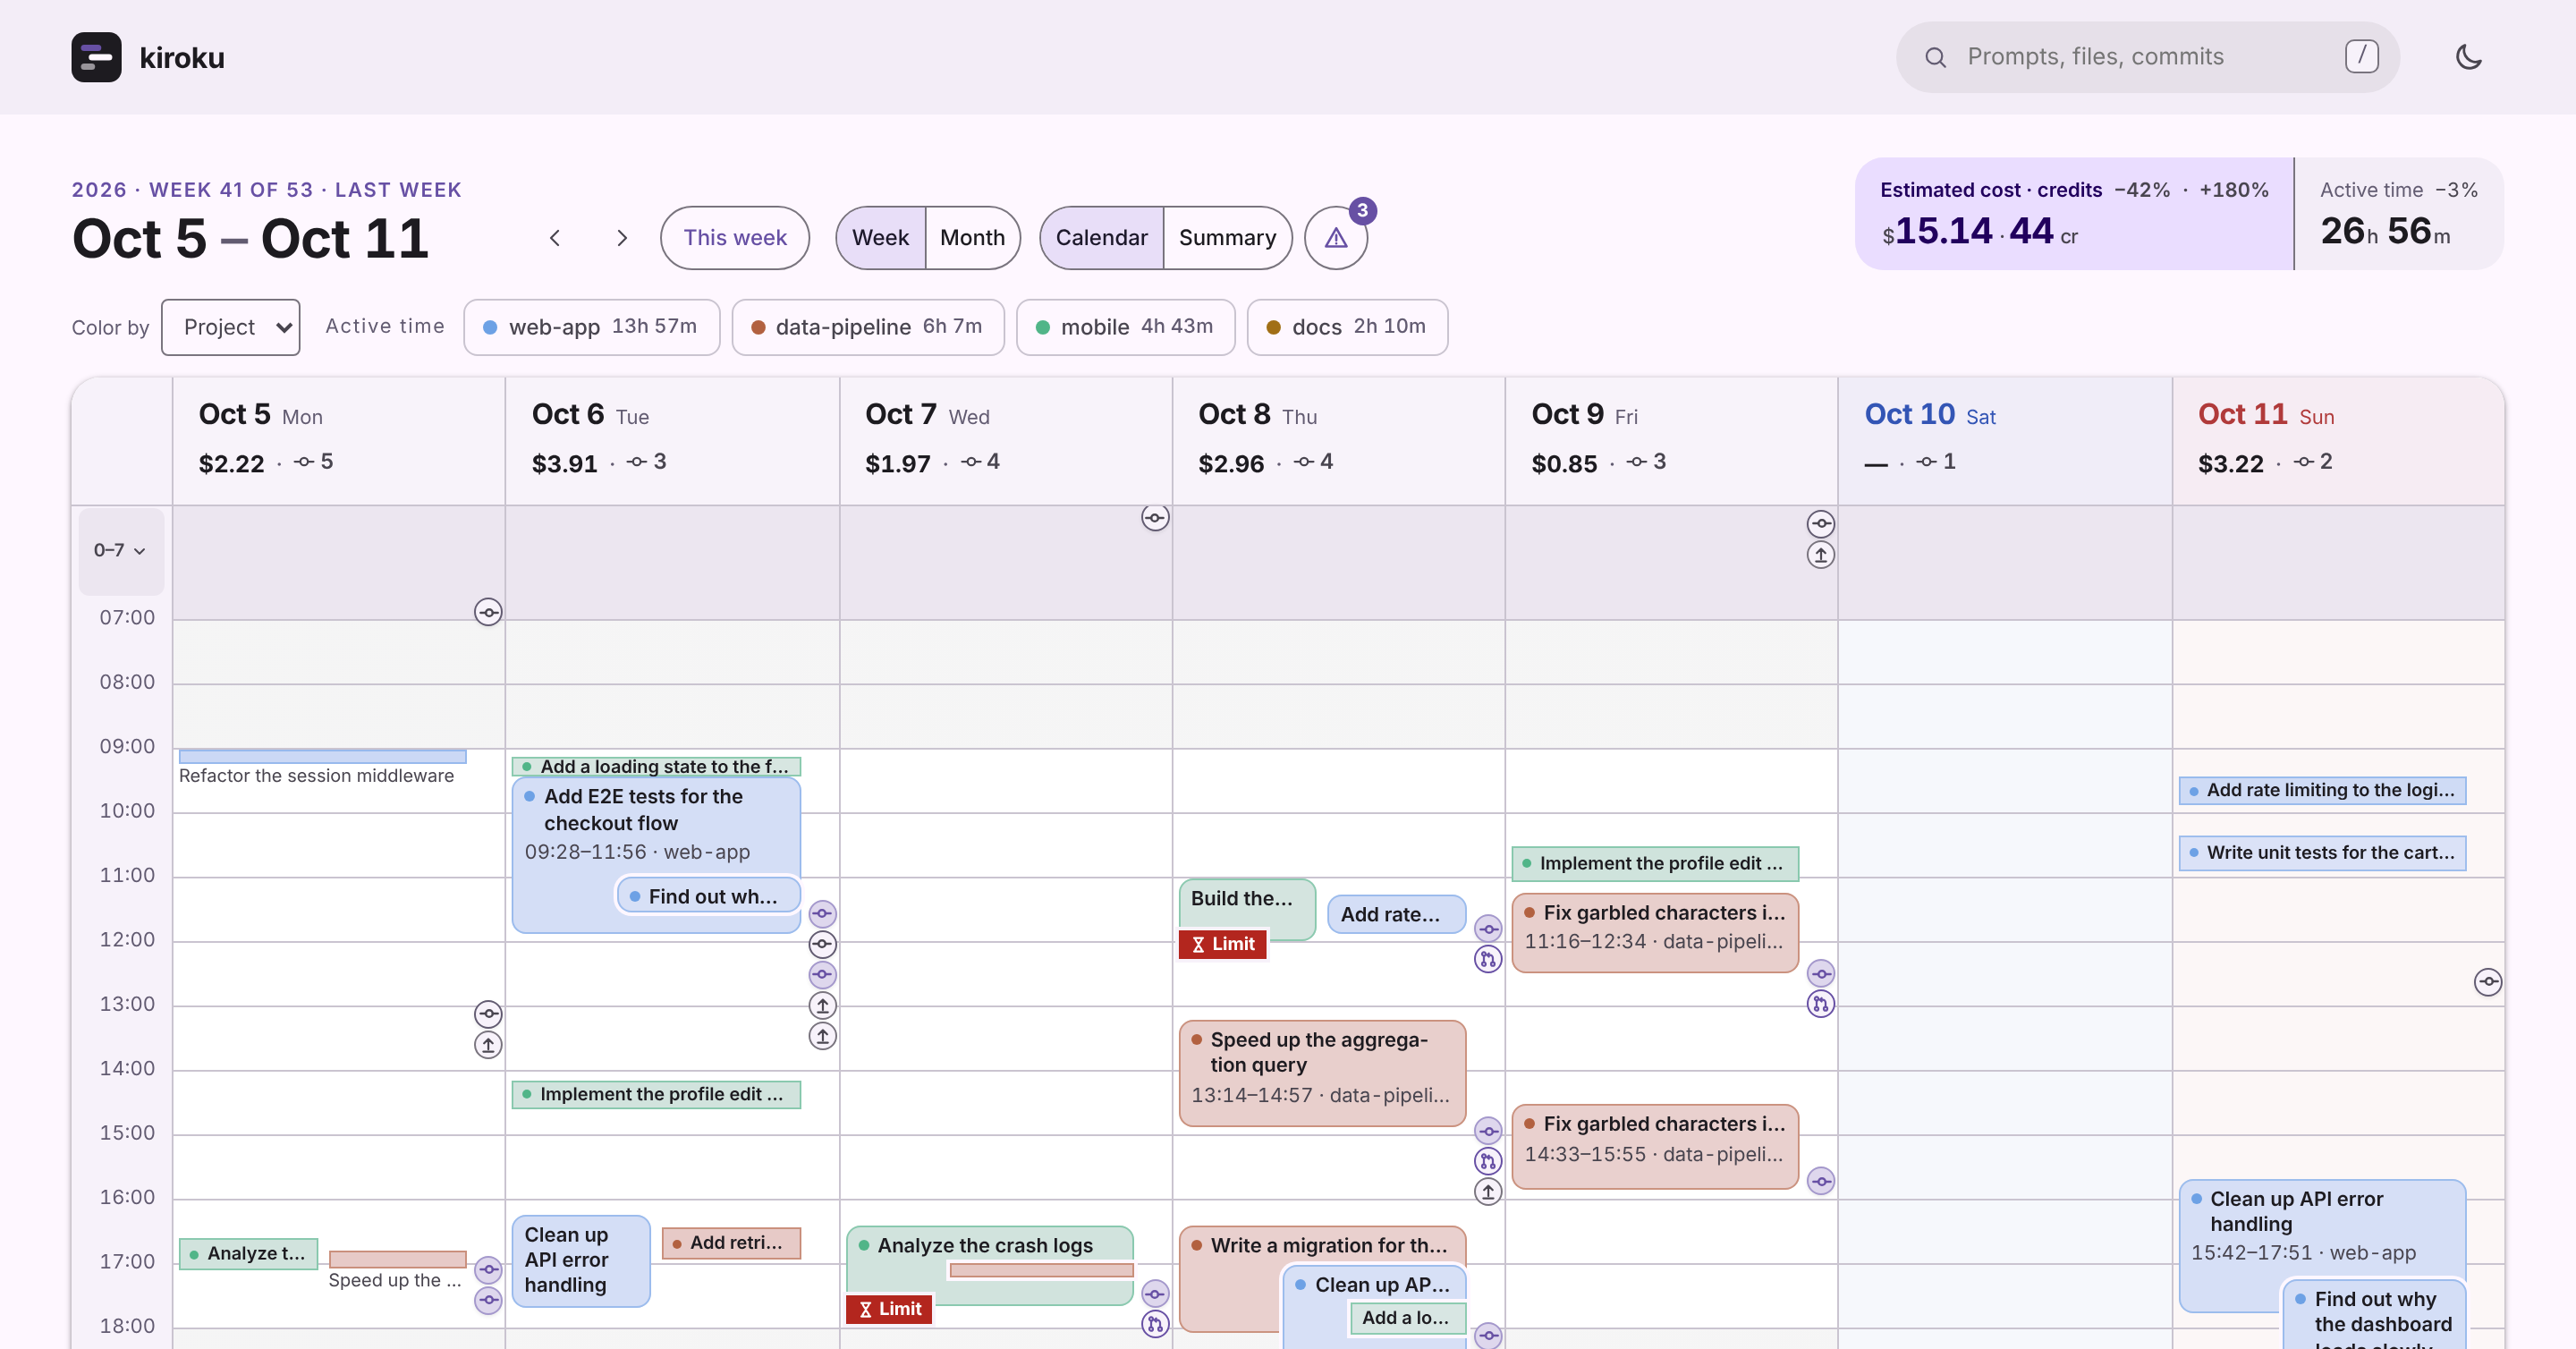 kiroku
Prompts, files, commits
/
2026 · WEEK 41 OF 53 · LAST WEEK
Oct 5 – Oct 11
This week
Week
Month
Calendar
Summary
3
Estimated cost · credits −42% · +180%
$15.14 · 44 cr
Active time −3%
26h 56m
Color by
Project
Active time
web-app 13h 57m
data-pipeline 6h 7m
mobile 4h 43m
docs 2h 10m
Oct 5 Mon
$2.22 · 5
Oct 6 Tue
$3.91 · 3
Oct 7 Wed
$1.97 · 4
Oct 8 Thu
$2.96 · 4
Oct 9 Fri
$0.85 · 3
Oct 10 Sat
— · 1
Oct 11 Sun
$3.22 · 2
0–7
07:00
08:00
09:00
10:00
11:00
12:00
13:00
14:00
15:00
16:00
17:00
18:00
Refactor the session middleware
Analyze t...
Speed up the ...
Add a loading state to the f...
Add E2E tests for the
checkout flow
09:28–11:56 · web-app
Find out wh...
Implement the profile edit ...
Clean up
API error
handling
Add retri...
Analyze the crash logs
Limit
Build the...
Limit
Add rate...
Speed up the aggrega-
tion query
13:14–14:57 · data-pipeli...
Write a migration for th...
Clean up AP...
Add a lo...
Implement the profile edit ...
Fix garbled characters i...
11:16–12:34 · data-pipeli...
Fix garbled characters i...
14:33–15:55 · data-pipeli...
Add rate limiting to the logi...
Write unit tests for the cart...
Clean up API error
handling
15:42–17:51 · web-app
Find out why
the dashboard